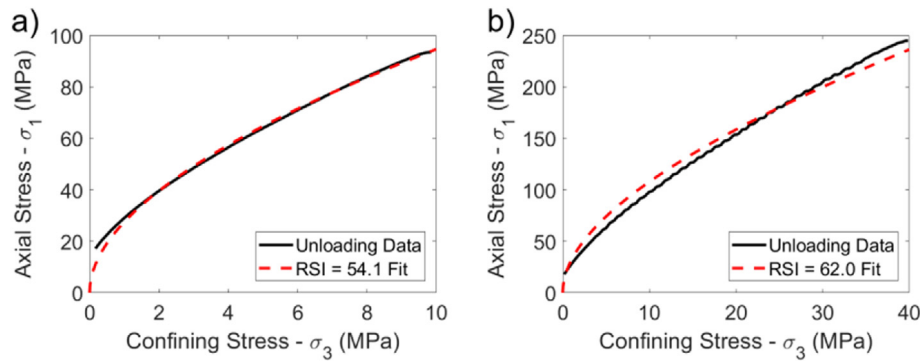 a)
Axial Stress - σ1 (MPa)
100
80
60
40
20
0
Unloading Data
RSI = 54.1 Fit
0 2 4 6 8 10
Confining Stress - σ3 (MPa)
b)
Axial Stress - σ1 (MPa)
250
200
150
100
50
0
Unloading Data
RSI = 62.0 Fit
0 10 20 30 40
Confining Stress - σ3 (MPa)